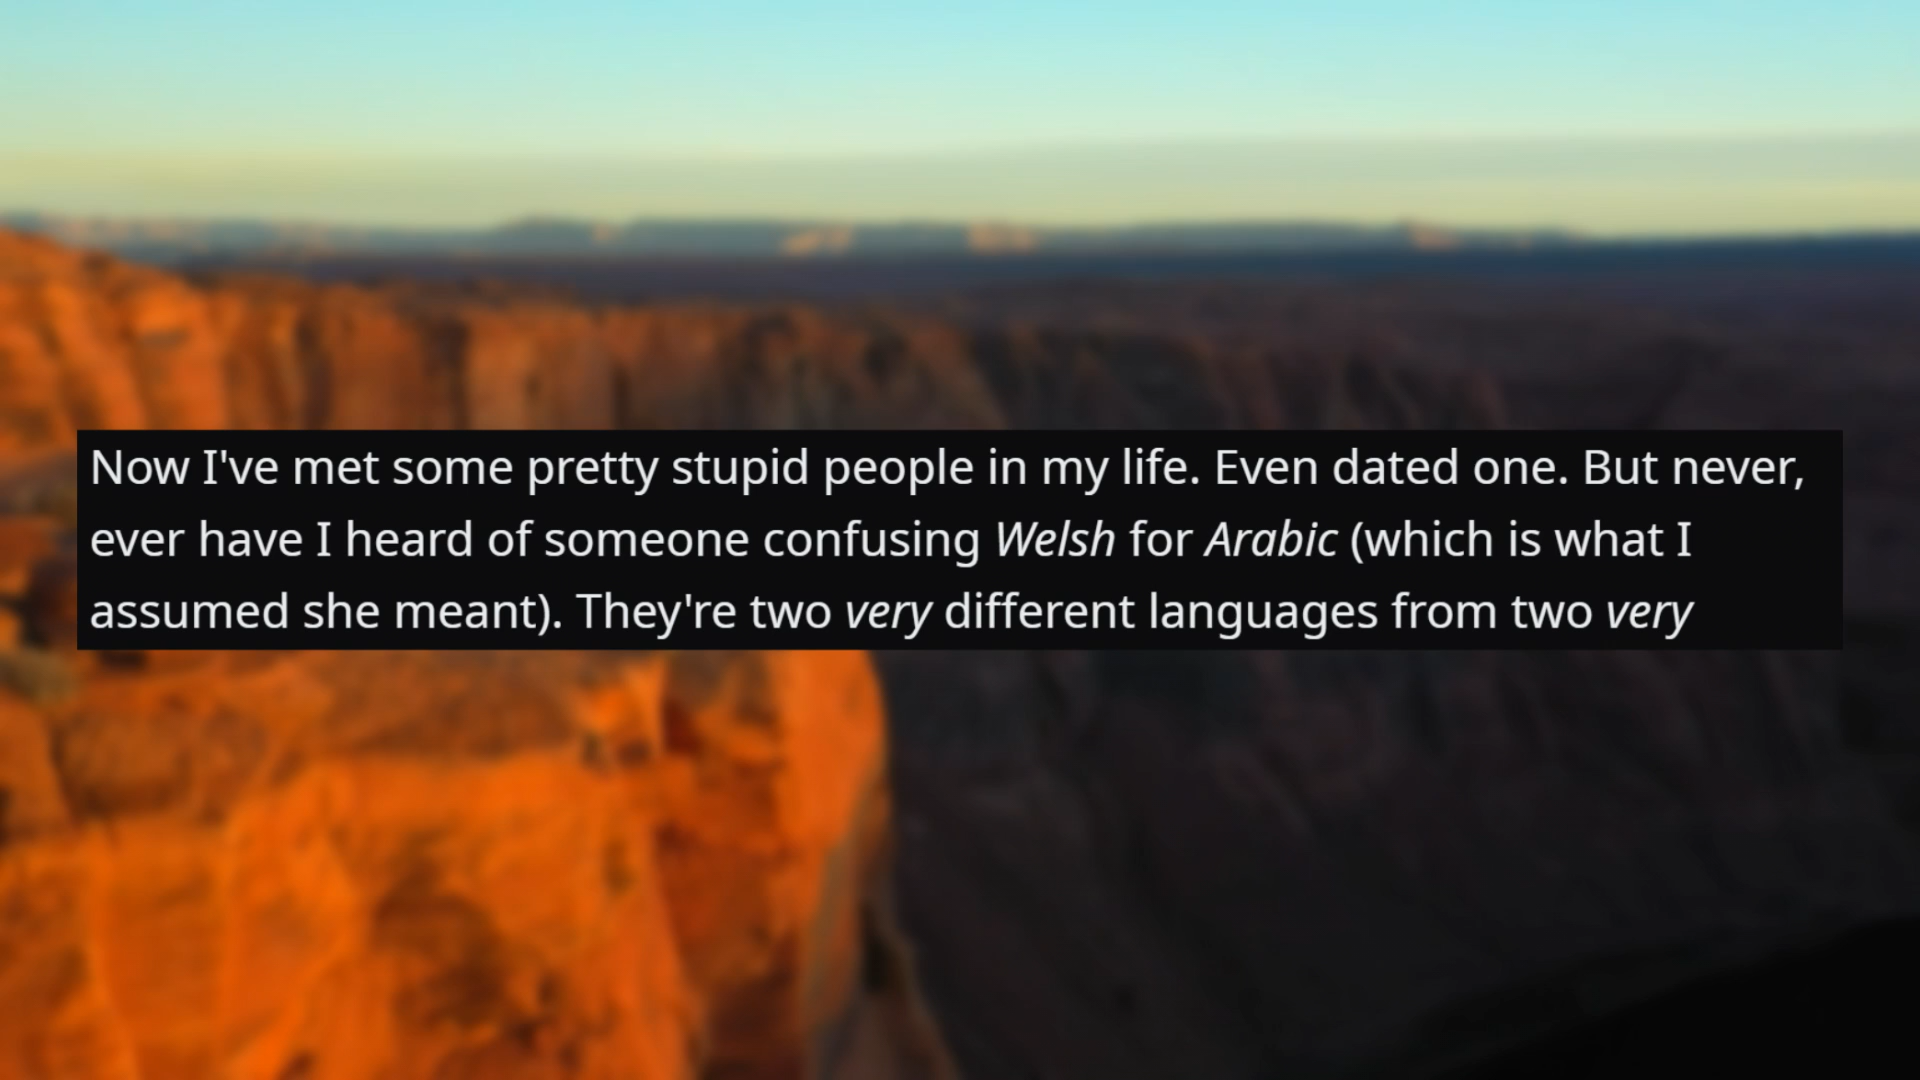 Now I've met some pretty stupid people in my life. Even dated one. But never,
ever have I heard of someone confusing Welsh for Arabic (which is what I
assumed she meant). They're two very different languages from two very